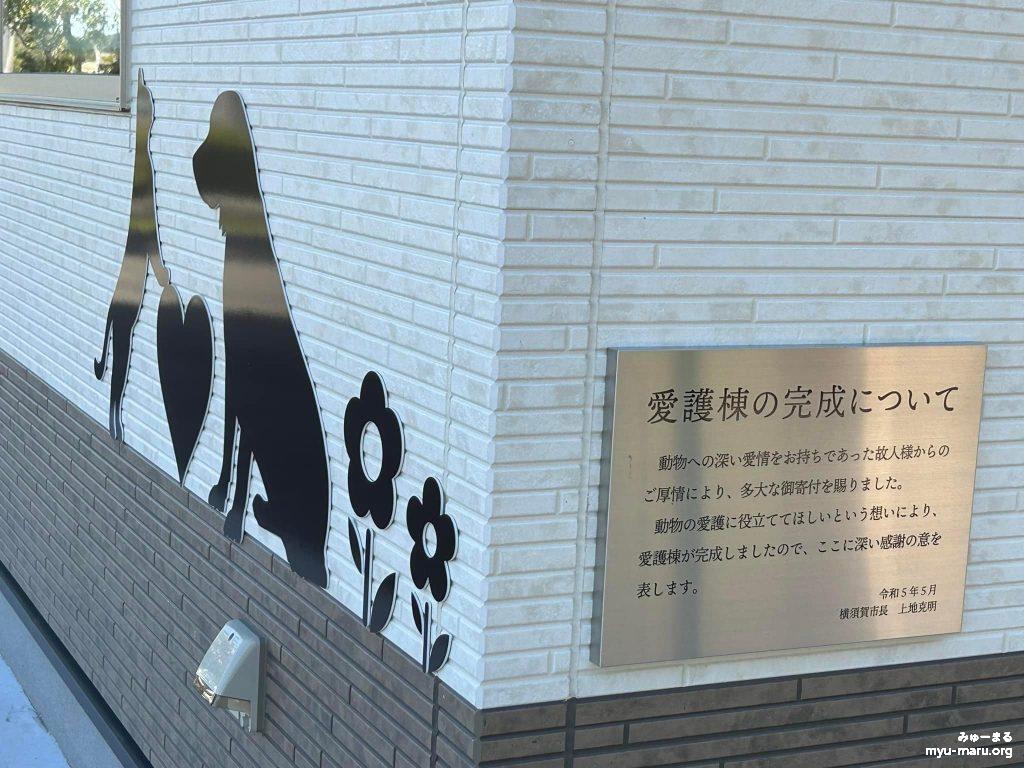 愛護棟の完成について
動物への深い愛情をお持ちであった故人様からの
ご厚情により、多大な御寄付を賜りました。
動物の愛護に役立ててほしいという想いにより、
愛護棟が完成しましたので、ここに深い感謝の意を
表します。
令和5年5月
横須賀市長　上地克明
みゅーまる
myu-maru.org